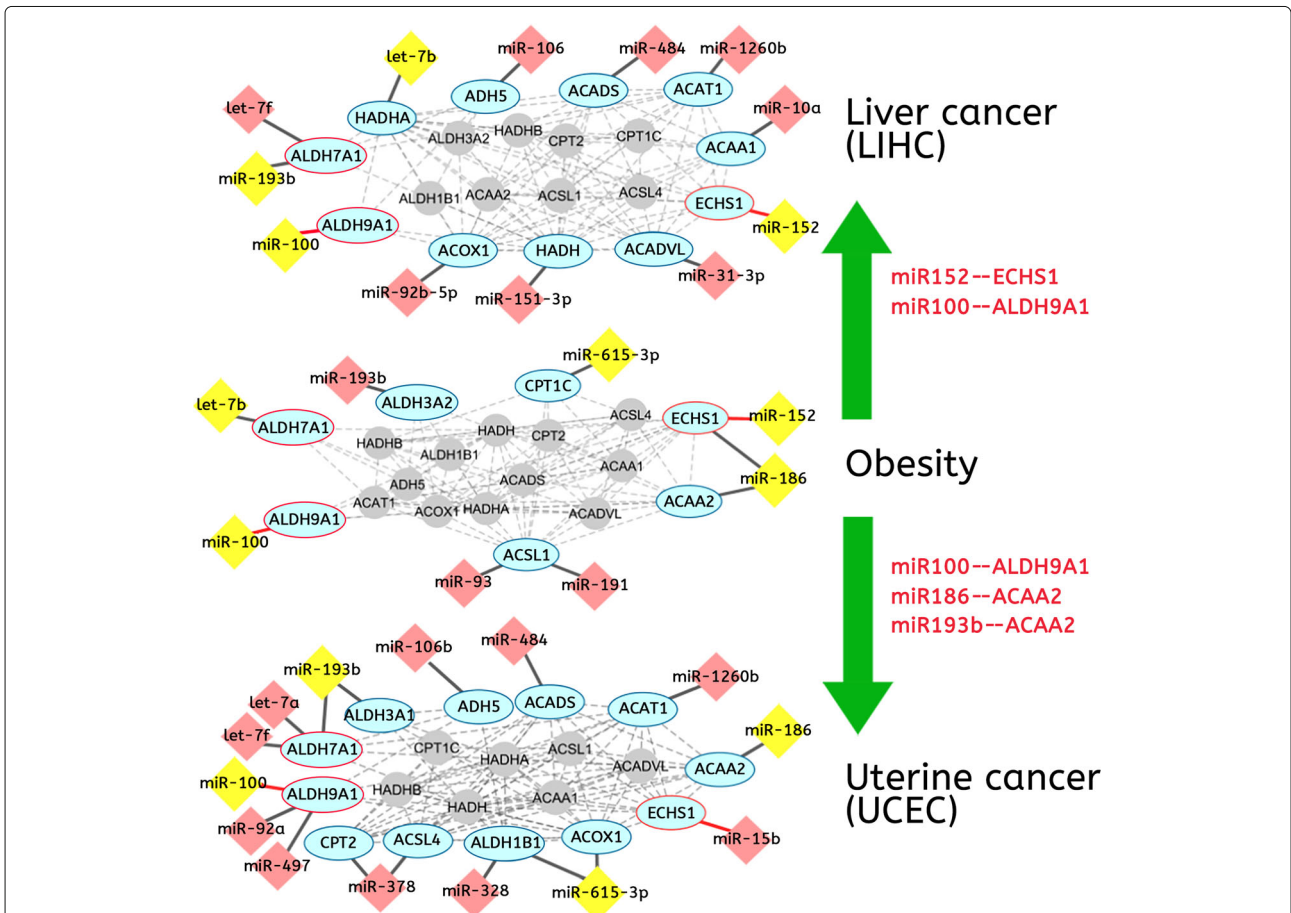 let-7b
miR-106
miR-484
miR-1260b
let-7f
HADHA
ADH5
ACADS
ACAT1
miR-10a
ALDH3A2
HADHB
CPT2
CPT1C
ALDH7A1
ACAA1
miR-193b
ALDH1B1
ACAA2
ACSL1
ACSL4
ECHS1
miR-100
ALDH9A1
miR-152
ACOX1
HADH
ACADVL
miR-31-3p
miR-92b-5p
miR-151-3p
Liver cancer
(LIHC)
miR152--ECHS1
miR100--ALDH9A1
miR-615-3p
miR-193b
CPT1C
let-7b
ALDH3A2
ALDH7A1
ACSL4
ECHS1
miR-152
HADHB
HADH
CPT2
ALDH1B1
ACAA1
ADH5
ACADS
miR-186
ACAT1
ACOX1
HADHA
ACADVL
ACAA2
ALDH9A1
miR-100
ACSL1
miR-93
miR-191
Obesity
miR100--ALDH9A1
miR186--ACAA2
miR193b--ACAA2
miR-106b
miR-484
miR-193b
miR-1260b
let-7a
ALDH3A1
ADH5
ACADS
ACAT1
let-7f
ALDH7A1
CPT1C
HADHA
ACSL1
ACADVL
miR-186
ACAA2
miR-100
ALDH9A1
HADHB
HADH
ACAA1
ECHS1
miR-92a
CPT2
ACSL4
ALDH1B1
ACOX1
miR-15b
miR-497
miR-378
miR-328
miR-615-3p
Uterine cancer
(UCEC)